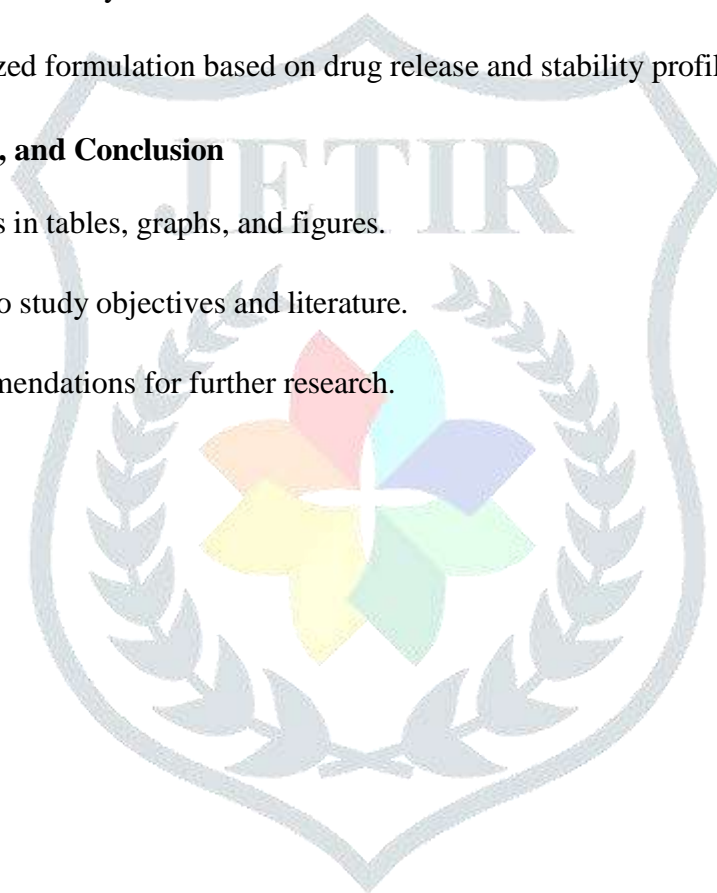 zed formulation based on drug release and stability profil
, and Conclusion
JETIR
s in tables, graphs, and figures.
o study objectives and literature.
mendations for further research.